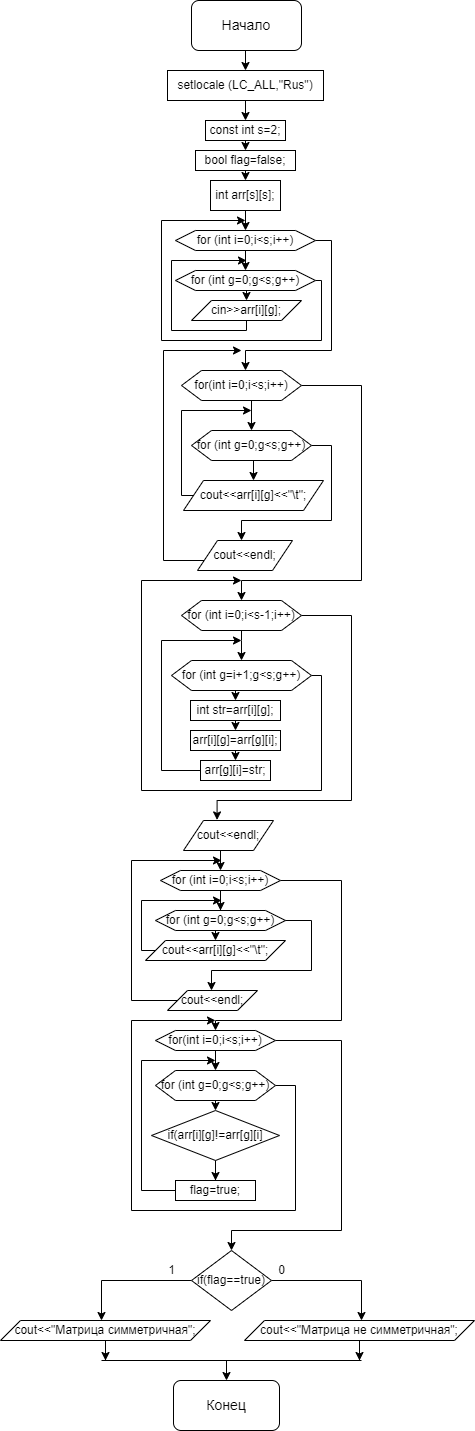 Начало
setlocale (LC_ALL,"Rus")
const int s=2;
bool flag=false;
int arr[s][s];
for (int i=0;i<s;i++)
for (int g=0;g<s;g++)
cin>>arr[i][g];
for(int i=0;i<s;i++)
for (int g=0;g<s;g++)
cout<<arr[i][g]<<"\t";
cout<<endl;
for (int i=0;i<s-1;i++)
for (int g=i+1;g<s;g++)
int str=arr[i][g];
arr[i][g]=arr[g][i];
arr[g][i]=str;
cout<<endl;
for (int i=0;i<s;i++)
for (int g=0;g<s;g++)
cout<<arr[i][g]<<"\t";
cout<<endl;
for(int i=0;i<s;i++)
for (int g=0;g<s;g++)
if(arr[i][g]!=arr[g][i]
flag=true;
1
0
if(flag==true)
cout<<"Матрица симметричная";
cout<<"Матрица не симметричная";
Конец